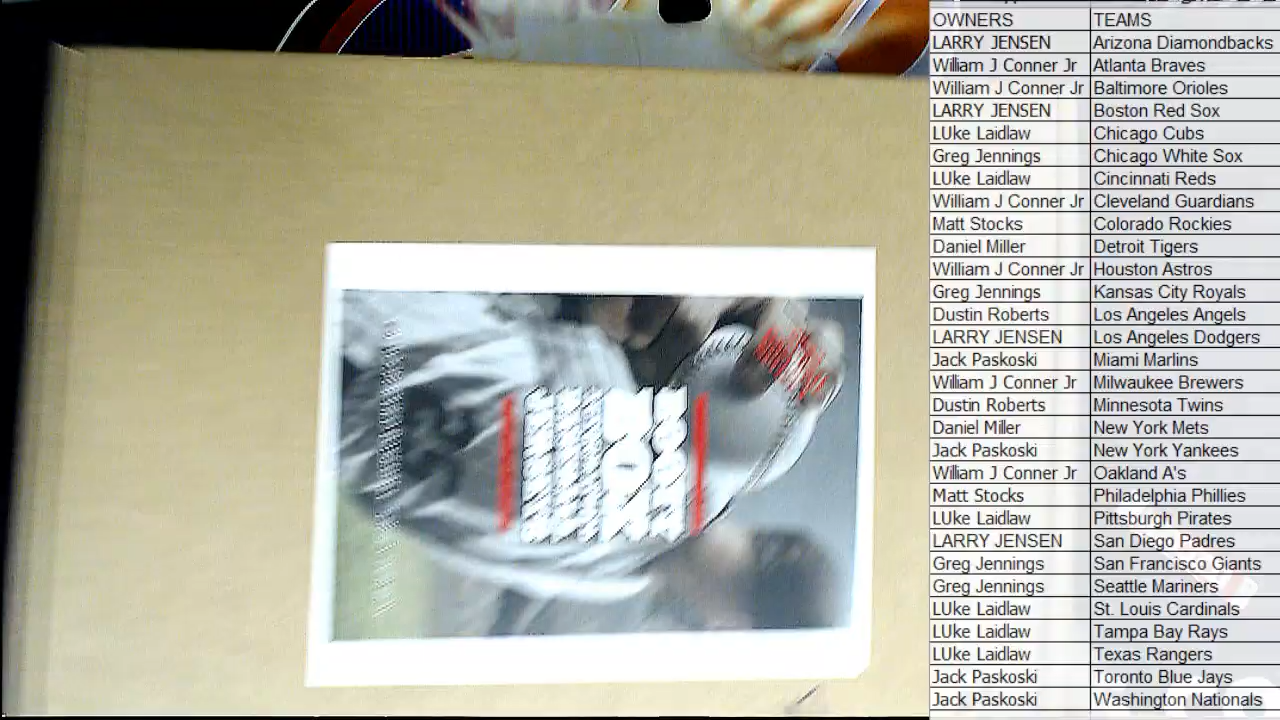 OWNERS TEAMS
LARRY JENSEN Arizona Diamondbacks
William J Conner Jr Atlanta Braves
William J Conner Jr Baltimore Orioles
LARRY JENSEN Boston Red Sox
LUke Laidlaw Chicago Cubs
Greg Jennings Chicago White Sox
LUke Laidlaw Cincinnati Reds
William J Conner Jr Cleveland Guardians
Matt Stocks Colorado Rockies
Daniel Miller Detroit Tigers
William J Conner Jr Houston Astros
Greg Jennings Kansas City Royals
Dustin Roberts Los Angeles Angels
LARRY JENSEN Los Angeles Dodgers
Jack Paskoski Miami Marlins
William J Conner Jr Milwaukee Brewers
Dustin Roberts Minnesota Twins
Daniel Miller New York Mets
Jack Paskoski New York Yankees
William J Conner Jr Oakland A's
Matt Stocks Philadelphia Phillies
LUke Laidlaw Pittsburgh Pirates
LARRY JENSEN San Diego Padres
Greg Jennings San Francisco Giants
Greg Jennings Seattle Mariners
LUke Laidlaw St. Louis Cardinals
LUke Laidlaw Tampa Bay Rays
LUke Laidlaw Texas Rangers
Jack Paskoski Toronto Blue Jays
Jack Paskoski Washington Nationals